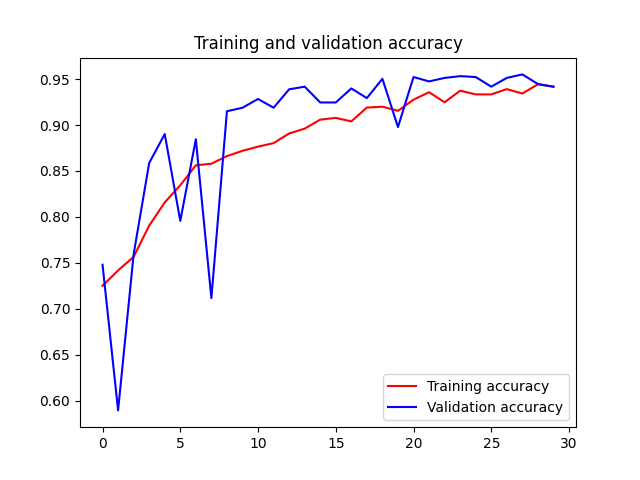 Training and validation accuracy
0.95
0.90
0.85
0.80
0.75
0.70
0.65
0.60
Training accuracy
Validation accuracy
0 5 10 15 20 25 30